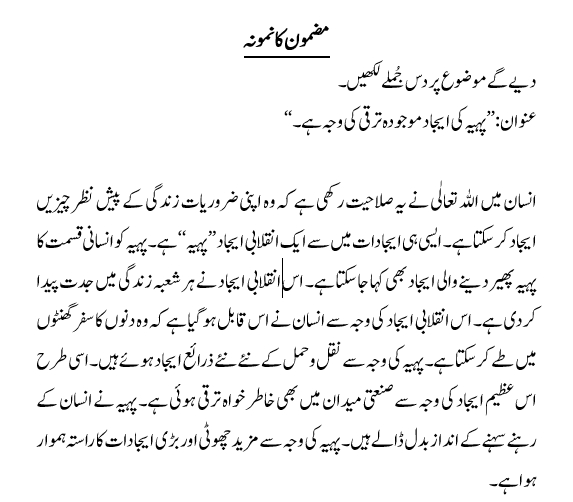 مضمون کا نمونہ
دیے گے موضوع پر دس جُملے لکھیں۔
عنوان: ”پہیہ کی ایجاد موجودہ ترقی کی وجہ ہے۔“
انسان میں اللہ تعالٰی نے یہ صلاحیت رکھی ہے کہ وہ اپنی ضروریات زندگی کے پیش نظر چیزیں
ایجاد کر سکتا ہے۔ ایسی ہی ایجادات میں سے ایک انقلابی ایجاد ”پہیہ“ ہے۔ پہیہ کو انسانی قسمت کا
پہیہ پھیر دینے والی ایجاد بھی کہا جا سکتا ہے۔ اس انقلابی ایجاد نے ہر شعبہ زندگی میں جدت پیدا
کر دی ہے۔ اس انقلابی ایجاد کی وجہ سے انسان نے اس قابل ہو گیا ہے کہ وہ دنوں کا سفر گھنٹوں
میں طے کر سکتا ہے۔ پہیہ کی وجہ سے نقل و حمل کے نئے نئے ذرائع ایجاد ہوئے ہیں۔ اسی طرح
اس عظیم ایجاد کی وجہ سے صنعتی میدان میں بھی خاطر خواہ ترقی ہوئی ہے۔ پہیہ نے انسان کے
رہنے سہنے کے انداز بدل ڈالے ہیں۔ پہیہ کی وجہ سے مزید چھوٹی اور بڑی ایجادات کا راستہ ہموار
ہوا ہے۔